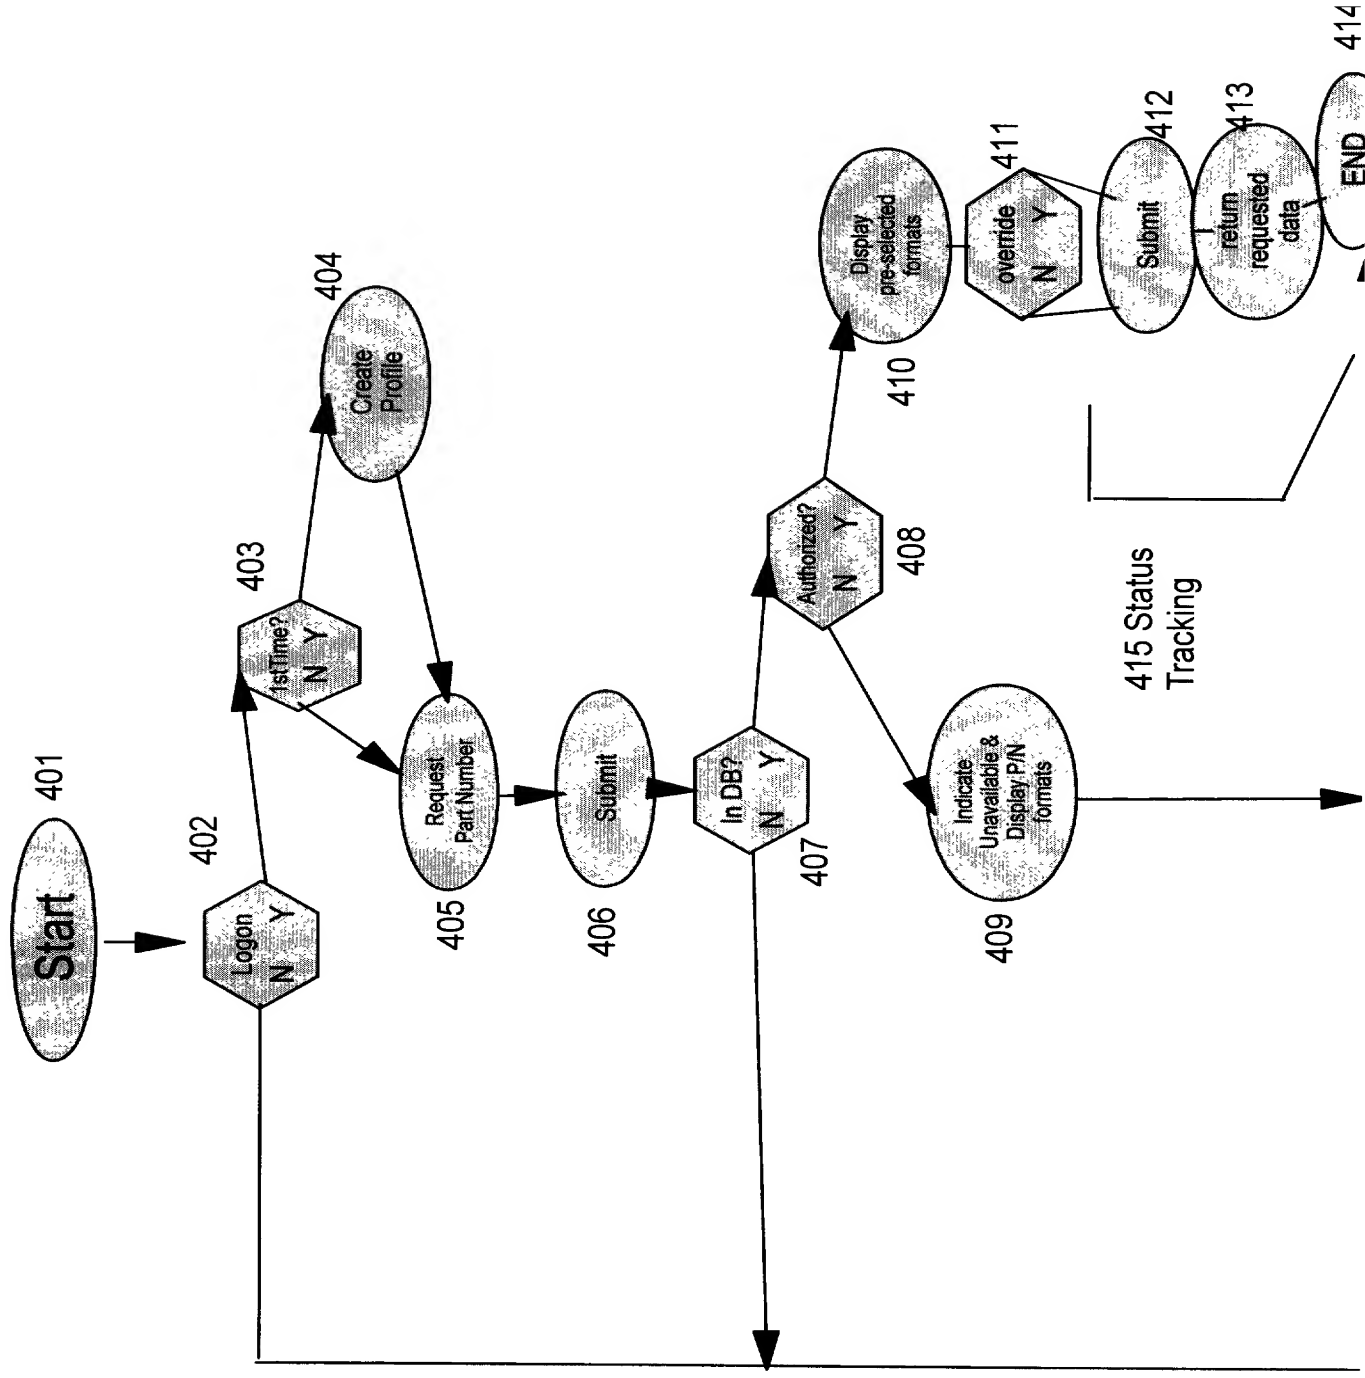 Start
401
402
Logon
N Y
403
1stTime?
N Y
404
Create
Profile
Request
Part Number
405
Submit
406
In DB?
N Y
407
Authorized?
N Y
408
Indicate
Unavailable &
Display P/N
formats
409
Display
pre-selected
formats
410
override
N Y
411
Submit
412
return
requested
data
413
END
414
415 Status
Tracking